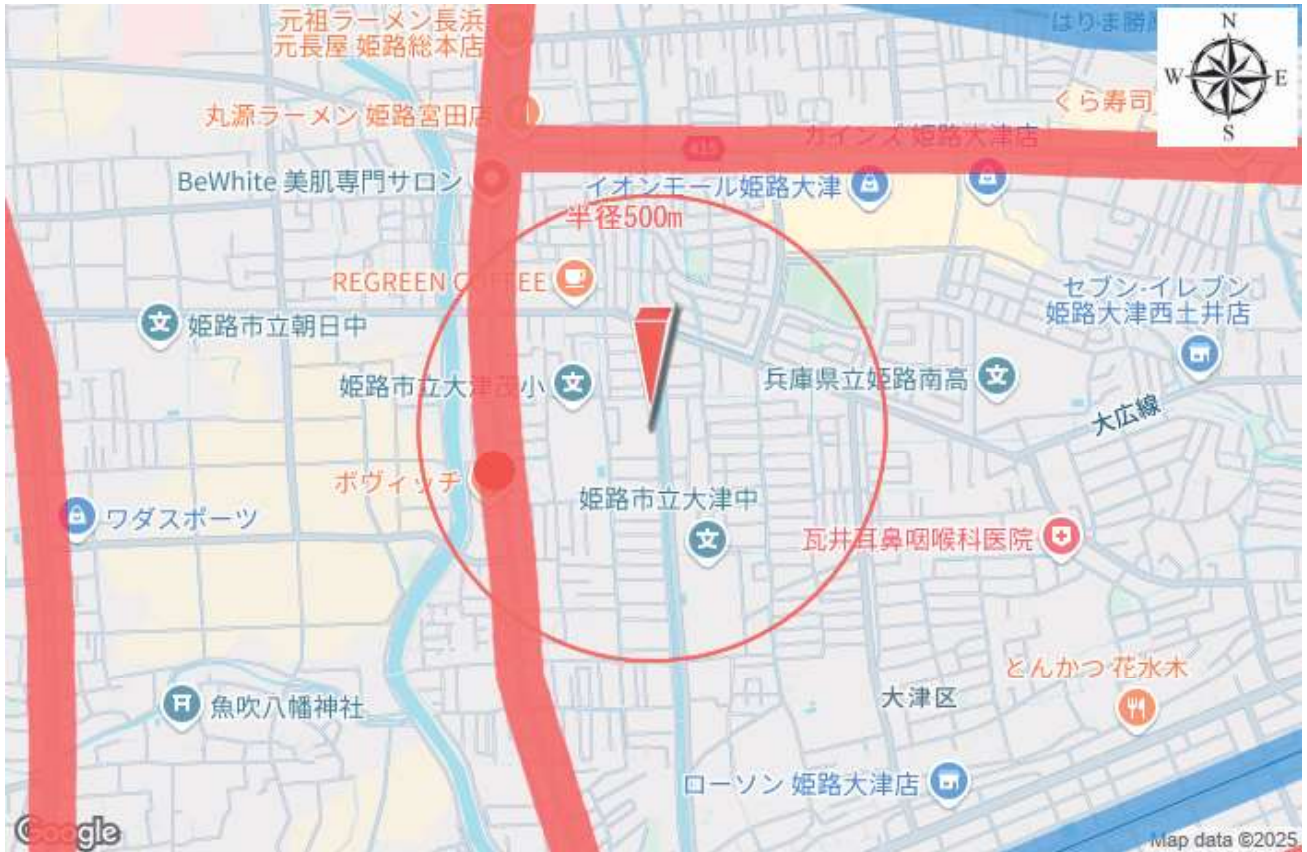 元祖ラーメン長浜
元長屋 姫路総本店
はりま勝原
N
W
E
S
丸源ラーメン 姫路宮田店
くら寿司
415
カインズ 姫路大津店
BeWhite 美肌専門サロン
イオンモール姫路大津
半径500m
REGREEN COFFEE
セブン-イレブン
姫路大津西土井店
姫路市立朝日中
姫路市立大津茂小
兵庫県立姫路南高
大広線
ボヴィッチ
姫路市立大津中
ワダスポーツ
瓦井耳鼻咽喉科医院
とんかつ 花水木
魚吹八幡神社
大津区
ローソン 姫路大津店
Google
Map data ©2025